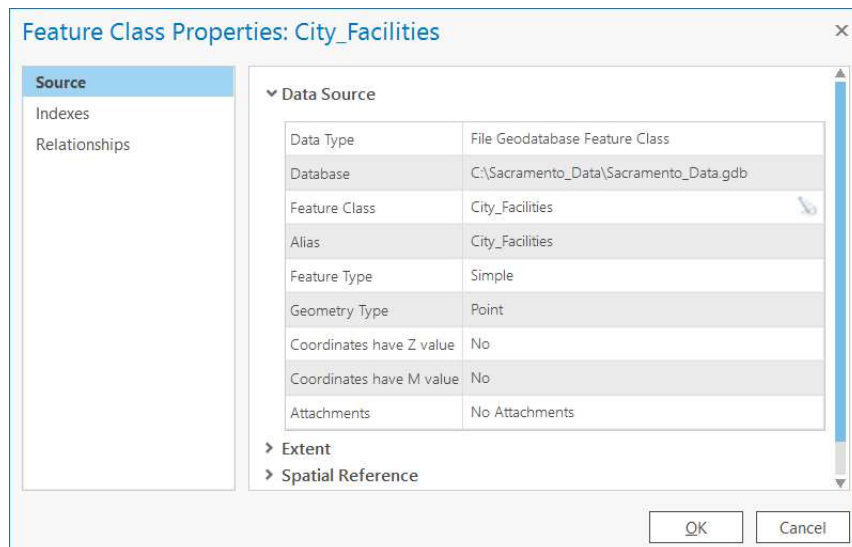 Feature Class Properties: City_Facilities
Source
Indexes
Relationships
Data Source
Data Type File Geodatabase Feature Class
Database C:\Sacramento_Data\Sacramento_Data.gdb
Feature Class City_Facilities
Alias City_Facilities
Feature Type Simple
Geometry Type Point
Coordinates have Z value No
Coordinates have M value No
Attachments No Attachments
Extent
Spatial Reference
OK Cancel